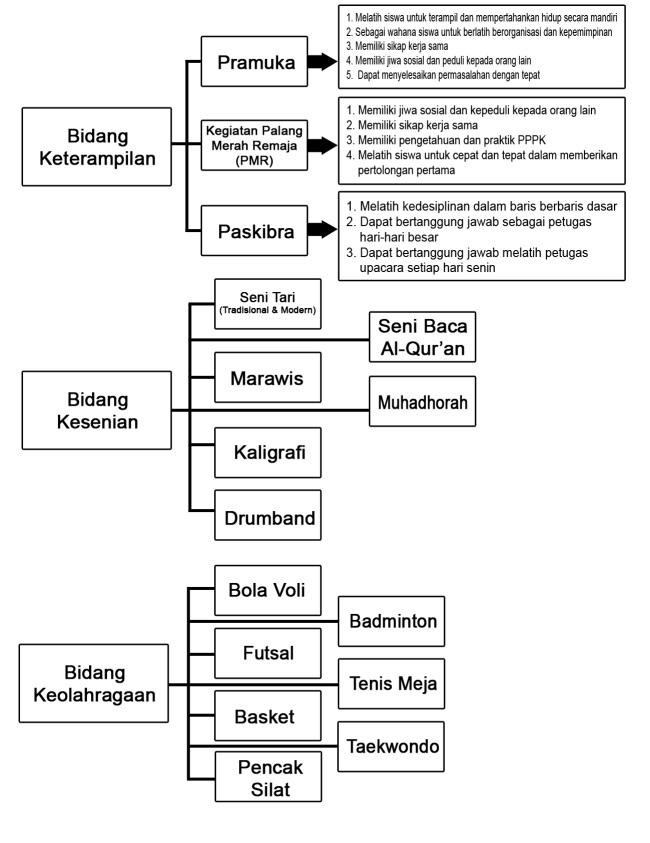 Bidang
Keterampilan
Pramuka
1. Melatih siswa untuk terampil dan mempertahankan hidup secara mandiri
2. Sebagai wahana siswa untuk berlatih berorganisasi dan kepemimpinan
3. Memiliki sikap kerja sama
4. Memiliki jiwa sosial dan peduli kepada orang lain
5. Dapat menyelesaikan permasalahan dengan tepat
Kegiatan Palang
Merah Remaja
(PMR)
1. Memiliki jiwa sosial dan kepeduli kepada orang lain
2. Memiliki sikap kerja sama
3. Memiliki pengetahuan dan praktik PPPK
4. Melatih siswa untuk cepat dan tepat dalam memberikan
pertolongan pertama
Paskibra
1. Melatih kedesiplinan dalam baris berbaris dasar
2. Dapat bertanggung jawab sebagai petugas
hari-hari besar
3. Dapat bertanggung jawab melatih petugas
upacara setiap hari senin
Bidang
Kesenian
Seni Tari
(Tradisional & Modern)
Seni Baca
Al-Qur'an
Marawis
Muhadhorah
Kaligrafi
Drumband
Bidang
Keolahragaan
Bola Voli
Badminton
Futsal
Tenis Meja
Basket
Taekwondo
Pencak
Silat